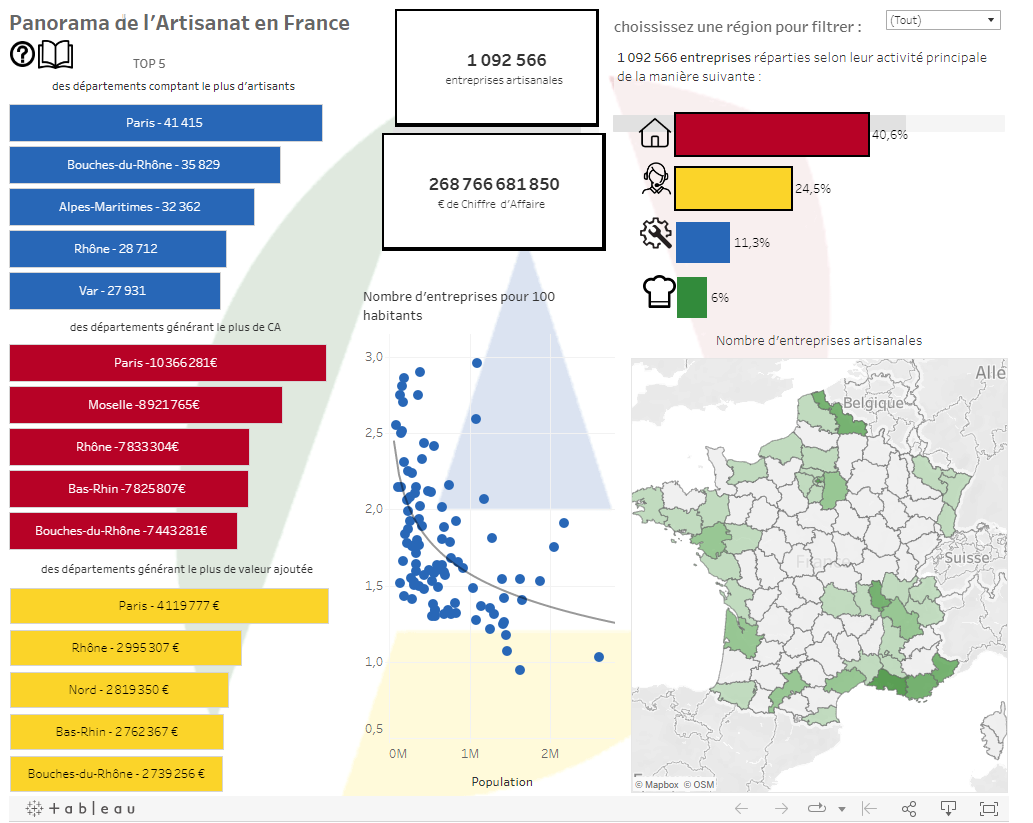 Panorama de l'Artisanat en France
TOP 5
des départements comptant le plus d'artisants
Paris - 41 415
Bouches-du-Rhône - 35 829
Alpes-Maritimes - 32 362
Rhône - 28 712
Var - 27 931
des départements générant le plus de CA
Paris -10 366 281€
Moselle -8 921 765€
Rhône -7 833 304€
Bas-Rhin -7 825 807€
Bouches-du-Rhône -7 443 281€
des départements générant le plus de valeur ajoutée
Paris - 4 119 777 €
Rhône - 2 995 307 €
Nord - 2 819 350 €
Bas-Rhin - 2 762 367 €
Bouches-du-Rhône - 2 739 256 €
1 092 566
entreprises artisanales
268 766 681 850
€ de Chiffre d'Affaire
Nombre d'entreprises pour 100
habitants
3,0
2,5
2,0
1,5
1,0
0,5
0M
1M
2M
Population
choississez une région pour filtrer :
(Tout)
1 092 566 entreprises réparties selon leur activité principale
de la manière suivante :
40,6%
24,5%
11,3%
6%
Nombre d'entreprises artisanales
Allé
Belgique
France
Suisse
© Mapbox © OSM
+ a b l e a u